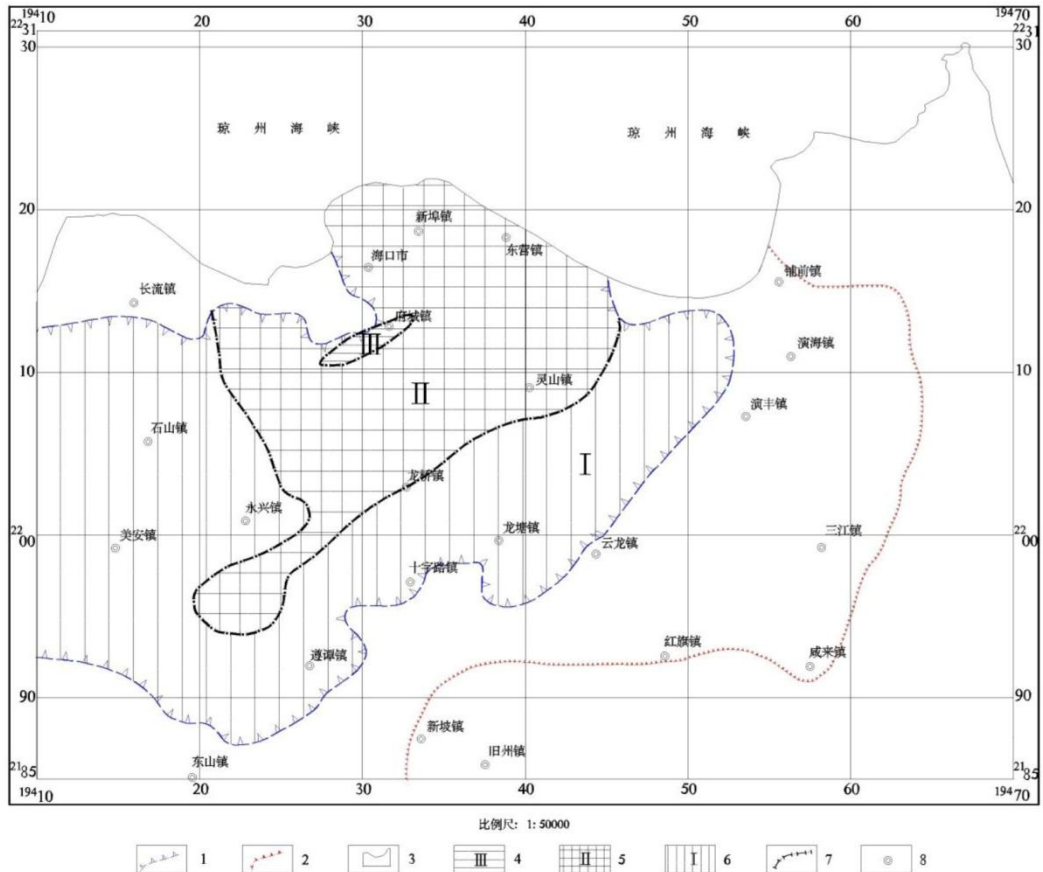 ¹⁹⁴10 20 30 40 50 60 ¹⁹⁴70
²²31 ²²31
30 30
琼 州 海 峡 琼 州 海 峡
20 20
新埠镇
海口市 东营镇
铺前镇
长流镇
府城镇
Ⅲ 演海镇
10 10
灵山镇
Ⅱ
演丰镇
石山镇
Ⅰ
龙桥镇
永兴镇
龙塘镇
²²00 美安镇 云龙镇 三江镇 ²²00
十字路镇
遵谭镇 红旗镇 咸来镇
90 90
新坡镇
旧州镇
东山镇
²¹85 ²¹85
¹⁹⁴10 20 30 40 50 60 ¹⁹⁴70
比例尺：1: 50000
1 2 3 Ⅲ 4 Ⅱ 5 Ⅰ 6 7 8